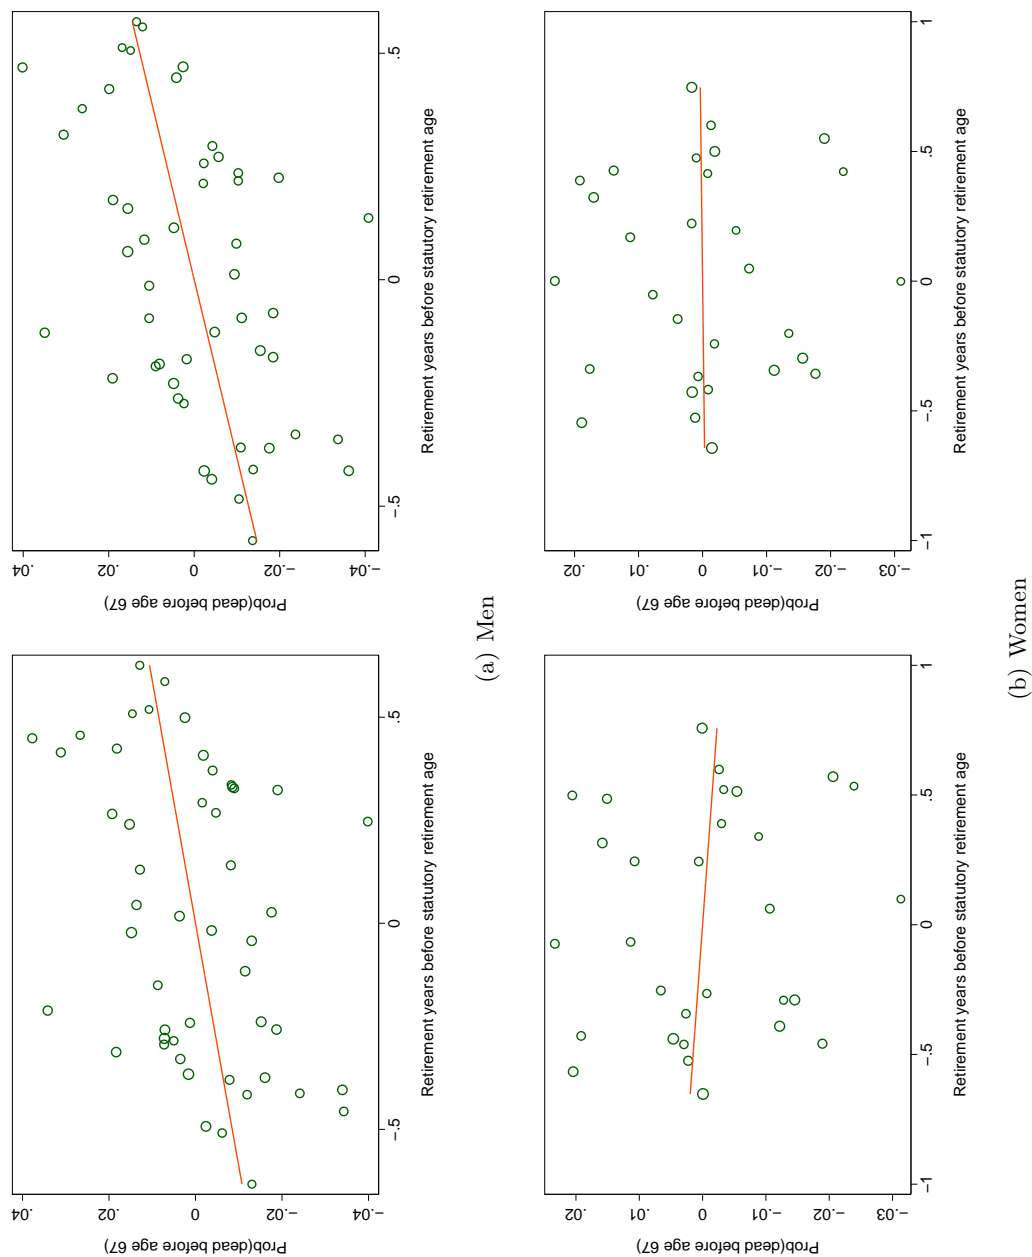 Prob(dead before age 67)
.04
.02
0
-.02
-.04
-.5 0 .5
Retirement years before statutory retirement age
Prob(dead before age 67)
.04
.02
0
-.02
-.04
-.5 0 .5
Retirement years before statutory retirement age
(a) Men
Prob(dead before age 67)
.02
.01
0
-.01
-.02
-.03
-1 -.5 0 .5 1
Retirement years before statutory retirement age
Prob(dead before age 67)
.02
.01
0
-.01
-.02
-.03
-1 -.5 0 .5 1
Retirement years before statutory retirement age
(b) Women